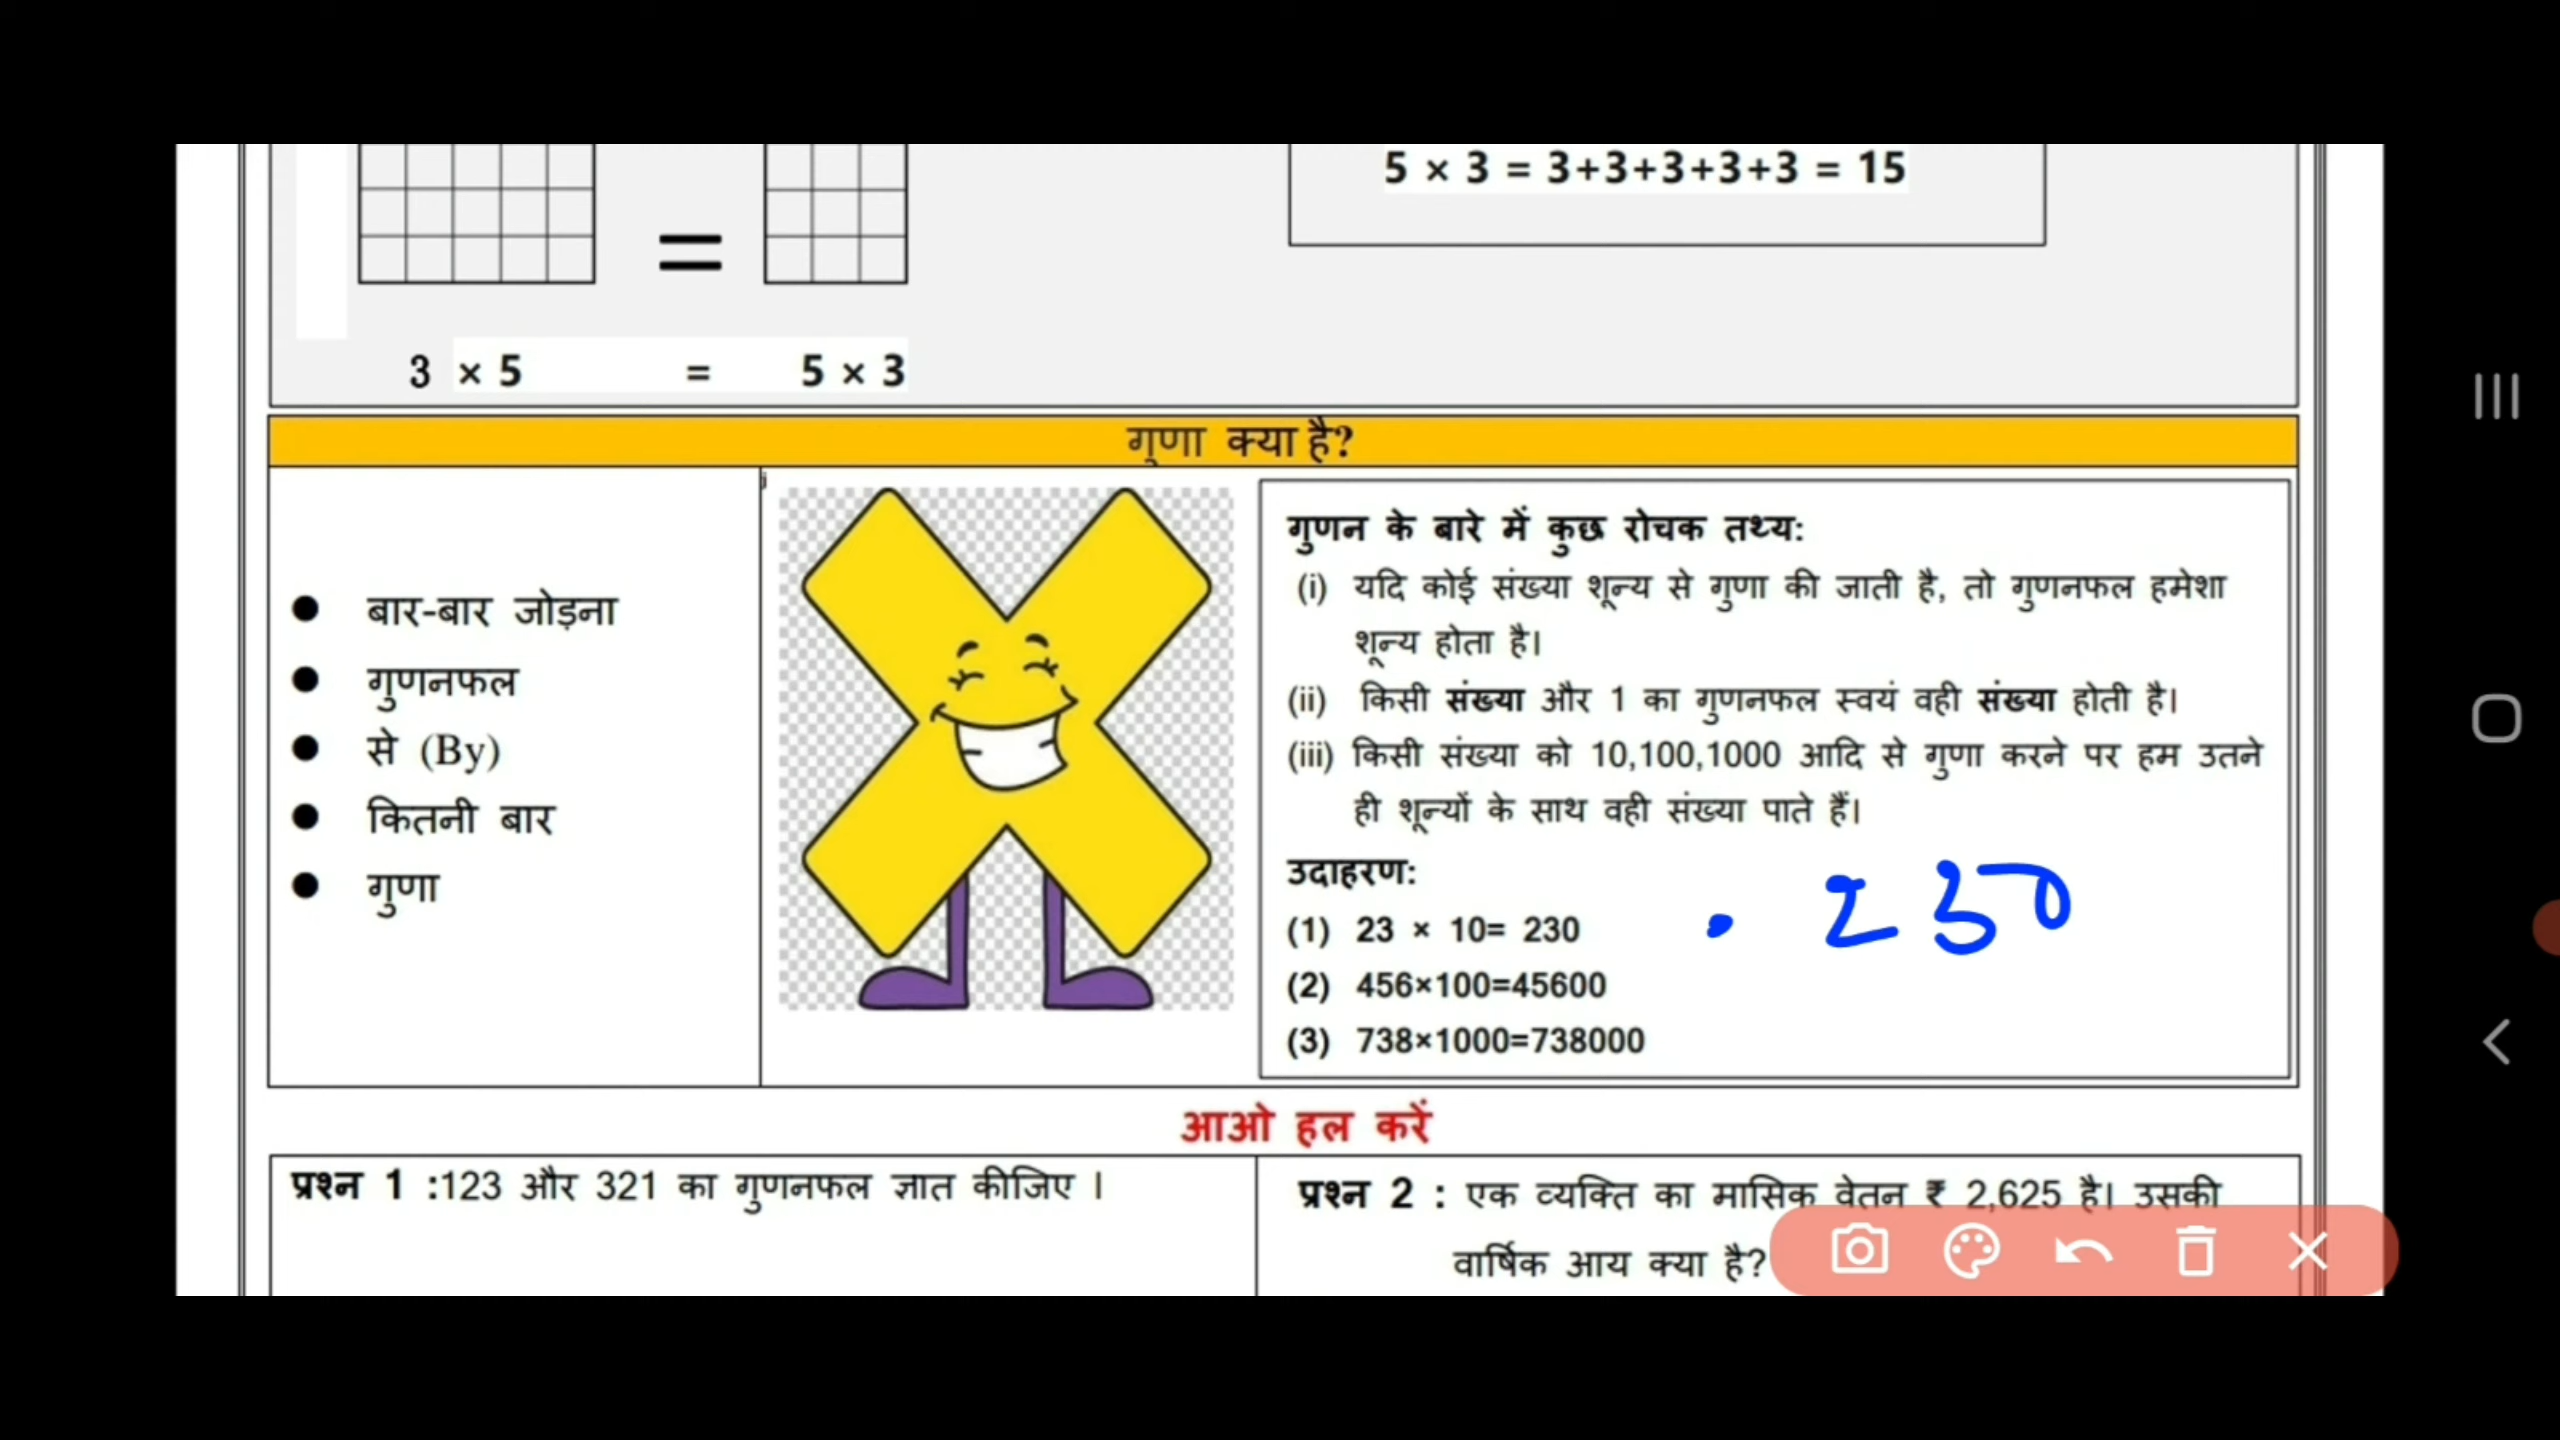 5 × 3 = 3+3+3+3+3 = 15
=
3 × 5 = 5 × 3
गुणा क्या है?
● बार-बार जोड़ना
● गुणनफल
● से (By)
● कितनी बार
● गुणा
गुणन के बारे में कुछ रोचक तथ्य:
(i) यदि कोई संख्या शून्य से गुणा की जाती है, तो गुणनफल हमेशा
शून्य होता है।
(ii) किसी संख्या और 1 का गुणनफल स्वयं वही संख्या होती है।
(iii) किसी संख्या को 10,100,1000 आदि से गुणा करने पर हम उतने
ही शून्यों के साथ वही संख्या पाते हैं।
उदाहरण:
(1) 23 × 10= 230
. 230
(2) 456×100=45600
(3) 738×1000=738000
आओ हल करें
प्रश्न 1 :123 और 321 का गुणनफल ज्ञात कीजिए ।
प्रश्न 2 : एक व्यक्ति का मासिक वेतन ₹ 2,625 है। उसकी
वार्षिक आय क्या है?